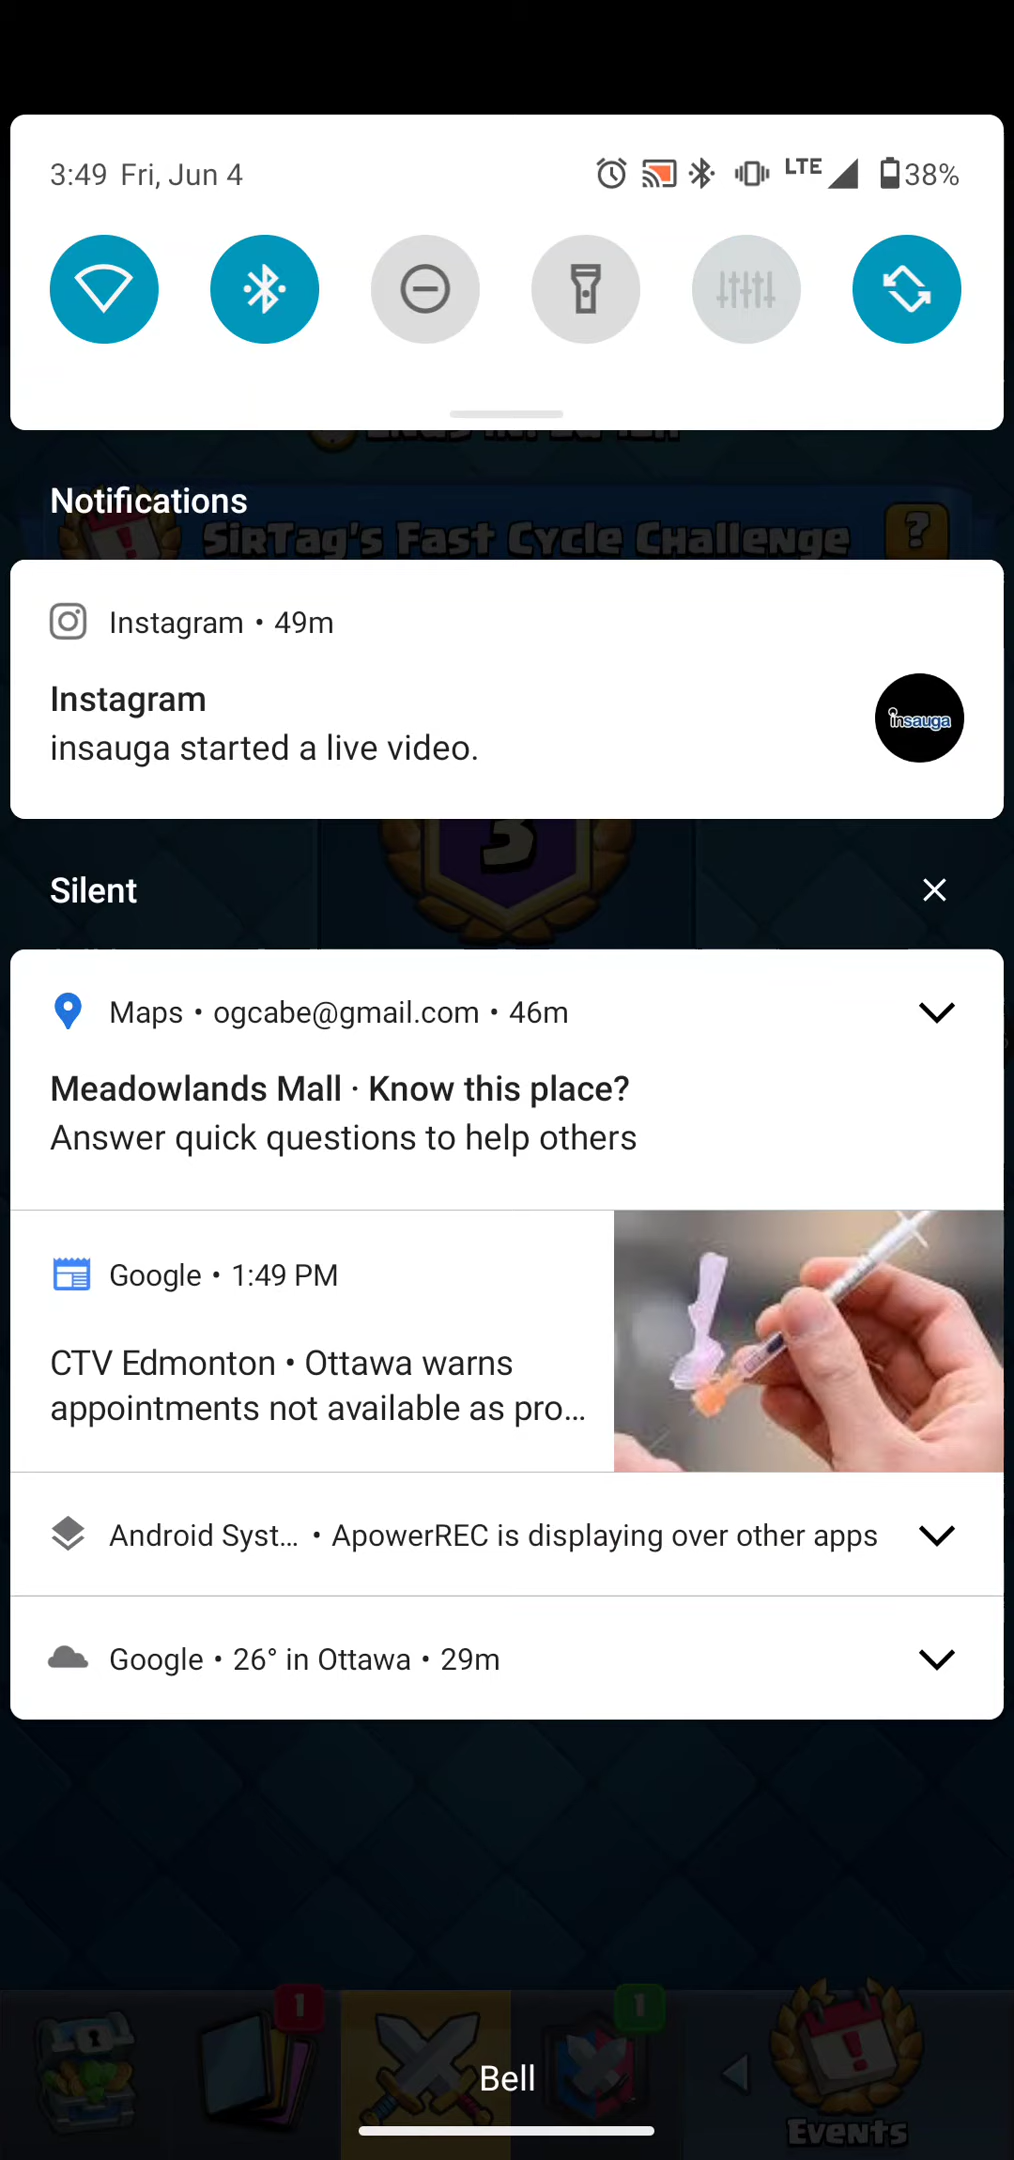 3:49 Fri, Jun 4
LTE
38%
Notifications
SirTag's Fast Cycle Challenge
?
Instagram • 49m
Instagram
insauga started a live video.
insauga
3
Silent
Maps • ogcabe@gmail.com • 46m
Meadowlands Mall · Know this place?
Answer quick questions to help others
Google • 1:49 PM
CTV Edmonton • Ottawa warns
appointments not available as pro...
Android Syst... • ApowerREC is displaying over other apps
Google • 26° in Ottawa • 29m
1
1
Bell
Events